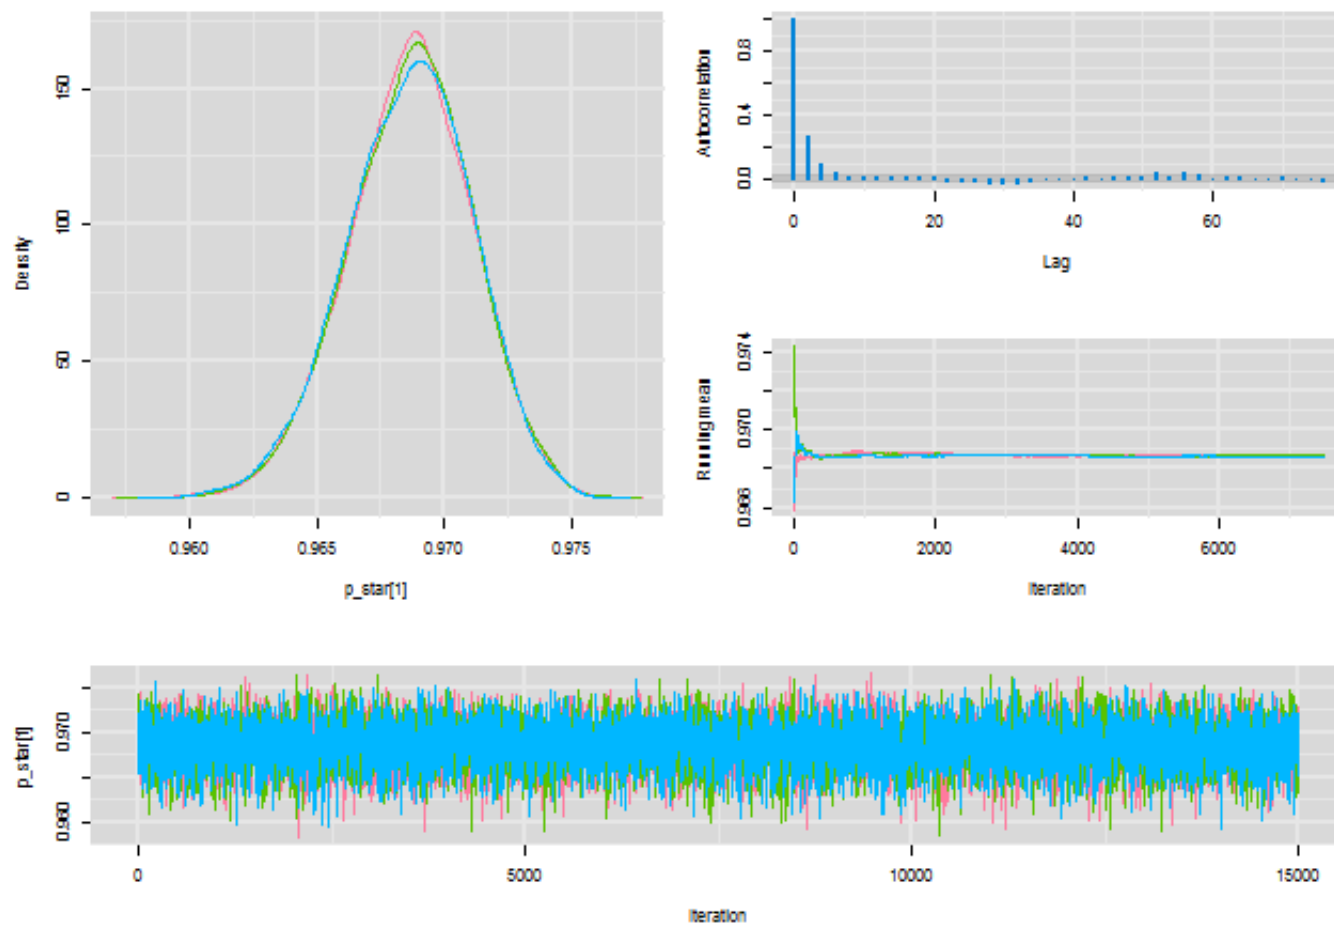 Density
150
100
50
0
0.960 0.965 0.970 0.975
p_star[1]
Autocorrelation
0.8
0.4
0.0
0 20 40 60
Lag
Running mean
0.974
0.970
0.966
0 2000 4000 6000
Iteration
p_star[1]
0.970
0.960
0 5000 10000 15000
Iteration